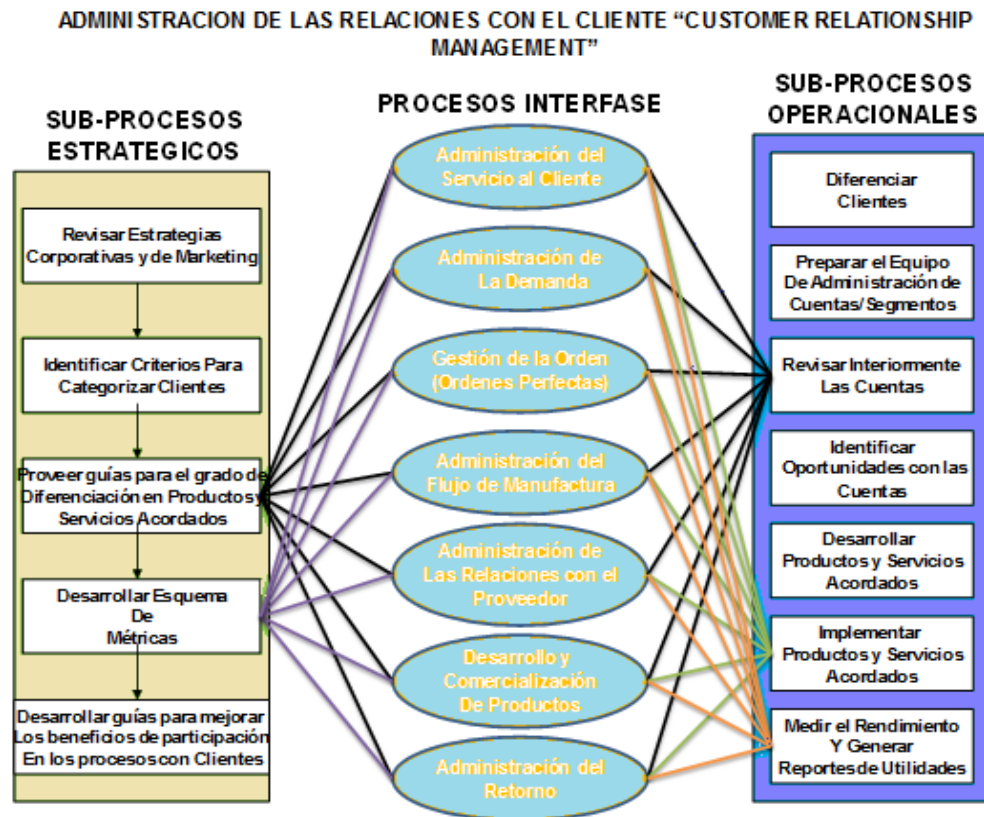 ADMINISTRACION DE LAS RELACIONES CON EL CLIENTE “CUSTOMER RELATIONSHIP
MANAGEMENT”
SUB-PROCESOS
ESTRATEGICOS
Revisar Estrategias
Corporativas y de Marketing
Identificar Criterios Para
Categorizar Clientes
Proveer guías para el grado de
Diferenciación en Productos y
Servicios Acordados
Desarrollar Esquema
De
Métricas
Desarrollar guías para mejorar
Los beneficios de participación
En los procesos con Clientes
PROCESOS INTERFASE
Administración del
Servicio al Cliente
Administración de
La Demanda
Gestión de la Orden
(Ordenes Perfectas)
Administración del
Flujo de Manufactura
Administración de
Las Relaciones con el
Proveedor
Desarrollo y
Comercialización
De Productos
Administración del
Retorno
SUB-PROCESOS
OPERACIONALES
Diferenciar
Clientes
Preparar el Equipo
De Administración de
Cuentas/Segmentos
Revisar Interiormente
Las Cuentas
Identificar
Oportunidades con las
Cuentas
Desarrollar
Productos y Servicios
Acordados
Implementar
Productos y Servicios
Acordados
Medir el Rendimiento
Y Generar
Reportes de Utilidades